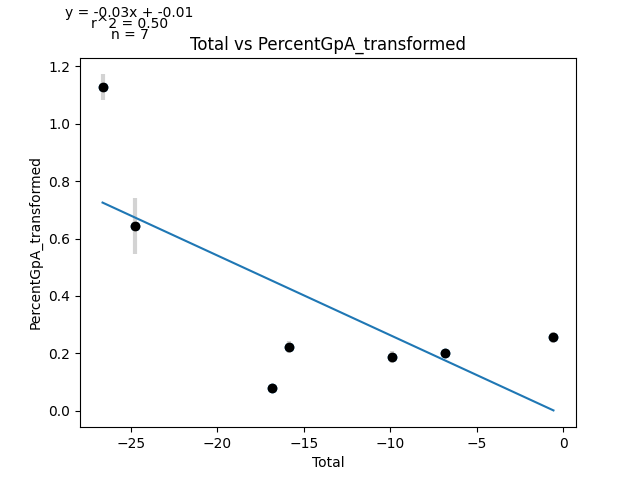 y = -0.03x + -0.01
r^2 = 0.50
n = 7
Total vs PercentGpA_transformed
PercentGpA_transformed
1.2
1.0
0.8
0.6
0.4
0.2
0.0
−25 −20 −15 −10 −5 0
Total